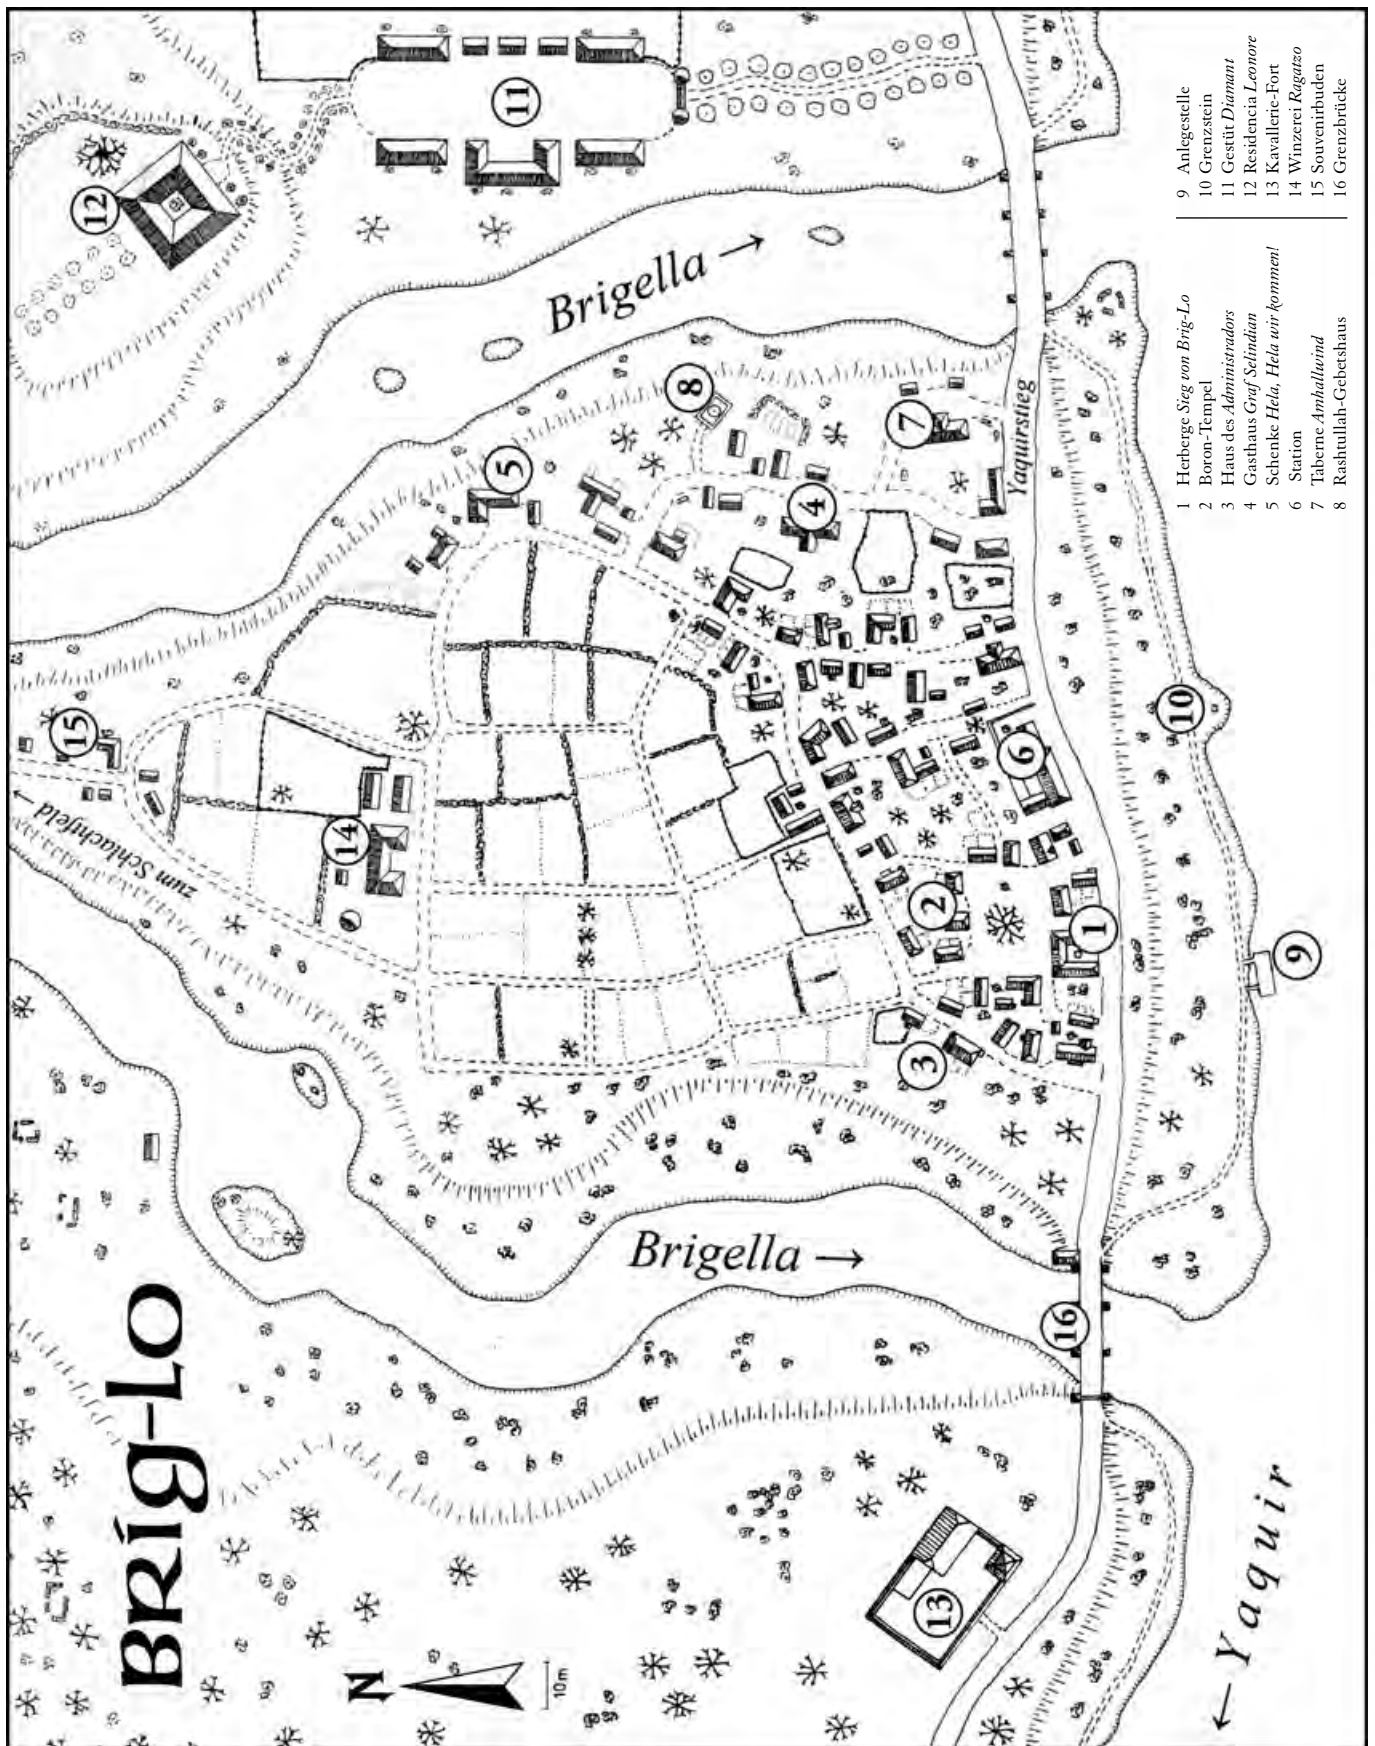 Brig-Lo
N
10 m
zum Schlachtfeld
Brigella
Brigella
Yaquirstieg
Yaquir
12
11
15
14
5
8
7
4
6
10
2
1
3
9
16
13
1 Herberge Sieg von Brig-Lo
2 Boron-Tempel
3 Haus des Administradors
4 Gasthaus Graf Selindian
5 Schenke Hela, Hela wir kommen!
6 Station
7 Taberne Amhallwind
8 Rashtullah-Gebetshaus
9 Anlegestelle
10 Grenzstein
11 Gestüt Diamant
12 Residencia Leonore
13 Kavallerie-Fort
14 Winzerei Ragatzo
15 Souvenirbuden
16 Grenzbrücke